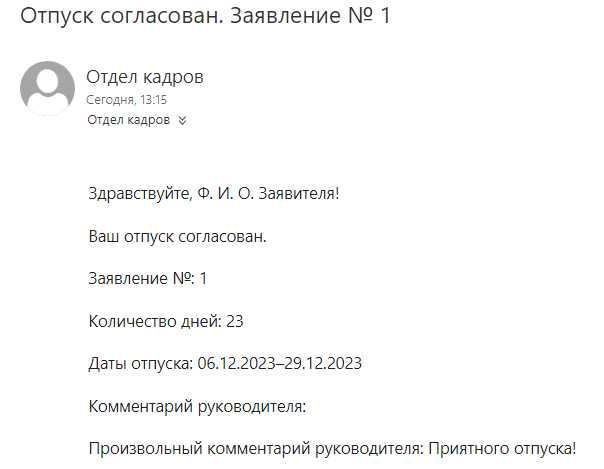 Отпуск согласован. Заявление № 1
Отдел кадров
Сегодня, 13:15
Отдел кадров
Здравствуйте, Ф. И. О. Заявителя!
Ваш отпуск согласован.
Заявление №: 1
Количество дней: 23
Даты отпуска: 06.12.2023–29.12.2023
Комментарий руководителя:
Произвольный комментарий руководителя: Приятного отпуска!